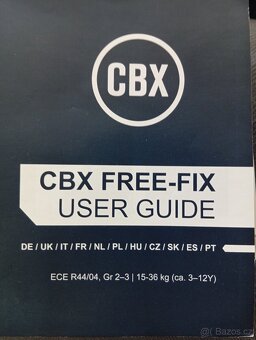 CBX
CBX FREE-FIX
USER GUIDE
DE / UK / IT / FR / NL / PL / HU / CZ / SK / ES / PT
ECE R44/04, Gr 2–3 | 15-36 kg (ca. 3–12Y)
Bazoš.cz